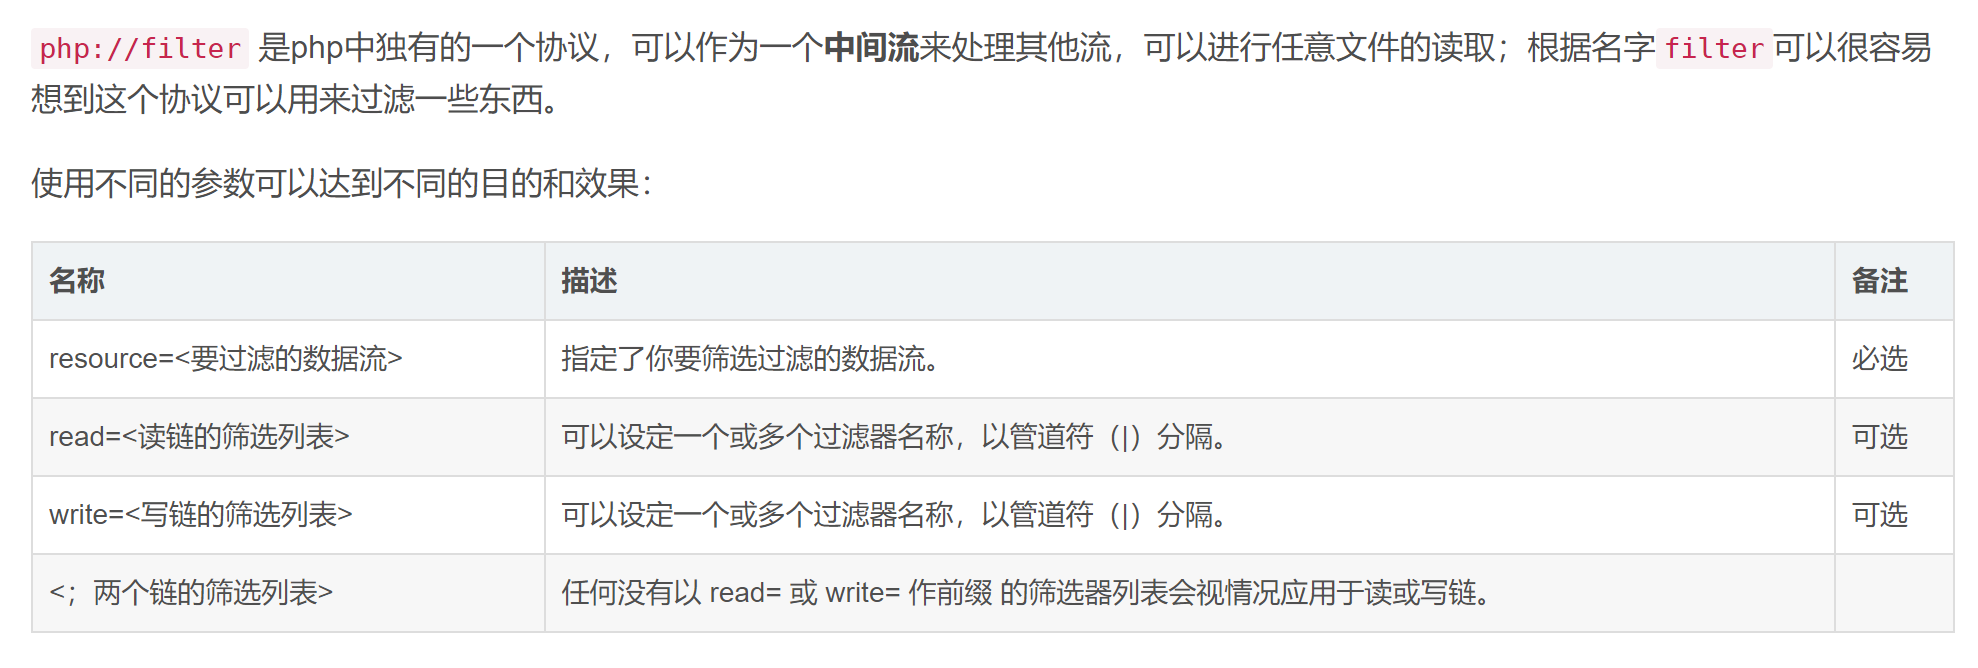 php://filter 是php中独有的一个协议，可以作为一个中间流来处理其他流，可以进行任意文件的读取；根据名字filter可以很容易
想到这个协议可以用来过滤一些东西。
使用不同的参数可以达到不同的目的和效果：
名称 描述 备注
resource=<要过滤的数据流> 指定了你要筛选过滤的数据流。 必选
read=<读链的筛选列表> 可以设定一个或多个过滤器名称，以管道符（|）分隔。 可选
write=<写链的筛选列表> 可以设定一个或多个过滤器名称，以管道符（|）分隔。 可选
<；两个链的筛选列表> 任何没有以 read= 或 write= 作前缀 的筛选器列表会视情况应用于读或写链。